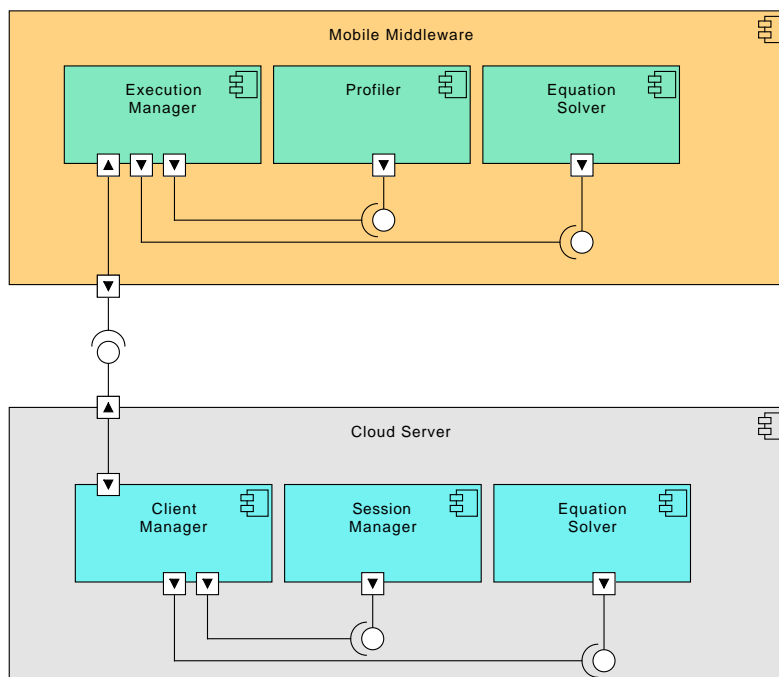 Mobile Middleware
Execution
Manager
Profiler
Equation
Solver
Cloud Server
Client
Manager
Session
Manager
Equation
Solver